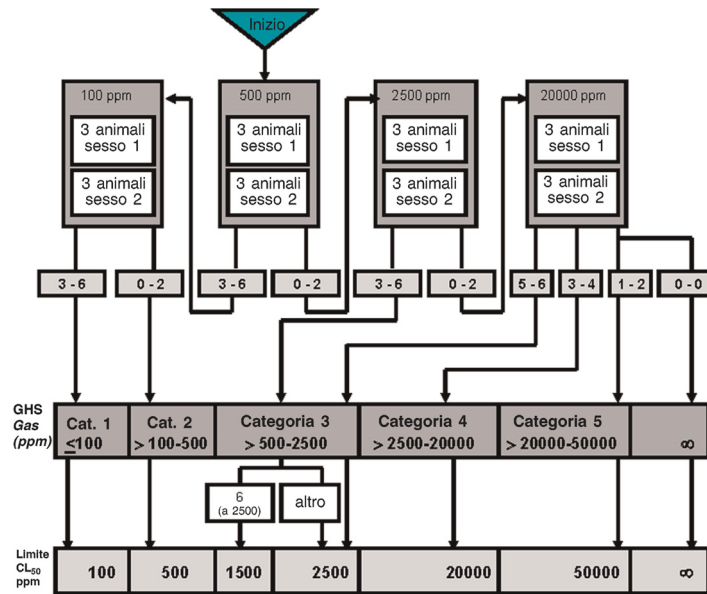 Inizio
100 ppm
500 ppm
2500 ppm
20000 ppm
3 animali
sesso 1
3 animali
sesso 1
3 animali
sesso 1
3 animali
sesso 1
3 animali
sesso 2
3 animali
sesso 2
3 animali
sesso 2
3 animali
sesso 2
3 - 6
0 - 2
3 - 6
0 - 2
3 - 6
0 - 2
5 - 6
3 - 4
1 - 2
0 - 0
GHS
Gas
(ppm)
Cat. 1
≤100
Cat. 2
> 100-500
Categoria 3
> 500-2500
Categoria 4
> 2500-20000
Categoria 5
> 20000-50000
∞
6
(a 2500)
altro
Limite
CL₅₀
ppm
100
500
1500
2500
20000
50000
∞